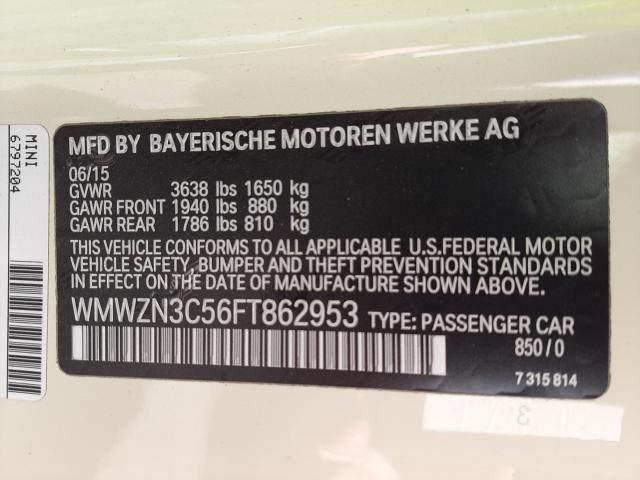 MINI
6797204
MFD BY BAYERISCHE MOTOREN WERKE AG
06/15
GVWR 3638 lbs 1650 kg
GAWR FRONT 1940 lbs 880 kg
GAWR REAR 1786 lbs 810 kg
THIS VEHICLE CONFORMS TO ALL APPLICABLE U.S.FEDERAL MOTOR
VEHICLE SAFETY, BUMPER, AND THEFT PREVENTION STANDARDS
IN EFFECT ON THE DATE OF MANUFACTURE SHOWN ABOVE.
WMWZN3C56FT862953 TYPE: PASSENGER CAR
850/0
7 315 814
3